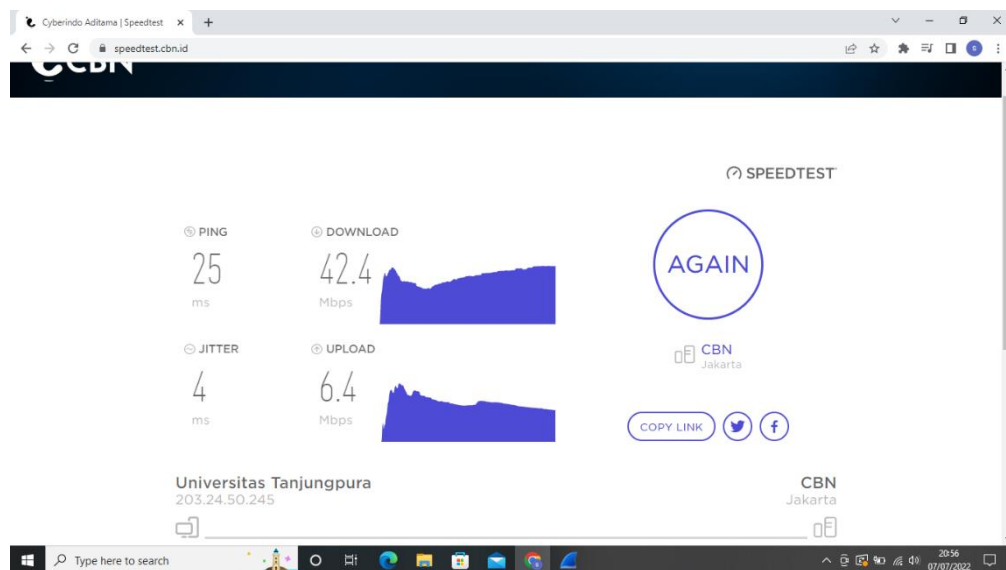 Cyberindo Aditama | Speedtest
speedtest.cbn.id
CBN
SPEEDTEST
PING
DOWNLOAD
25
42.4
ms
Mbps
AGAIN
JITTER
UPLOAD
4
6.4
ms
Mbps
CBN
Jakarta
COPY LINK
Universitas Tanjungpura
203.24.50.245
CBN
Jakarta
Type here to search
20:56
07/07/2022